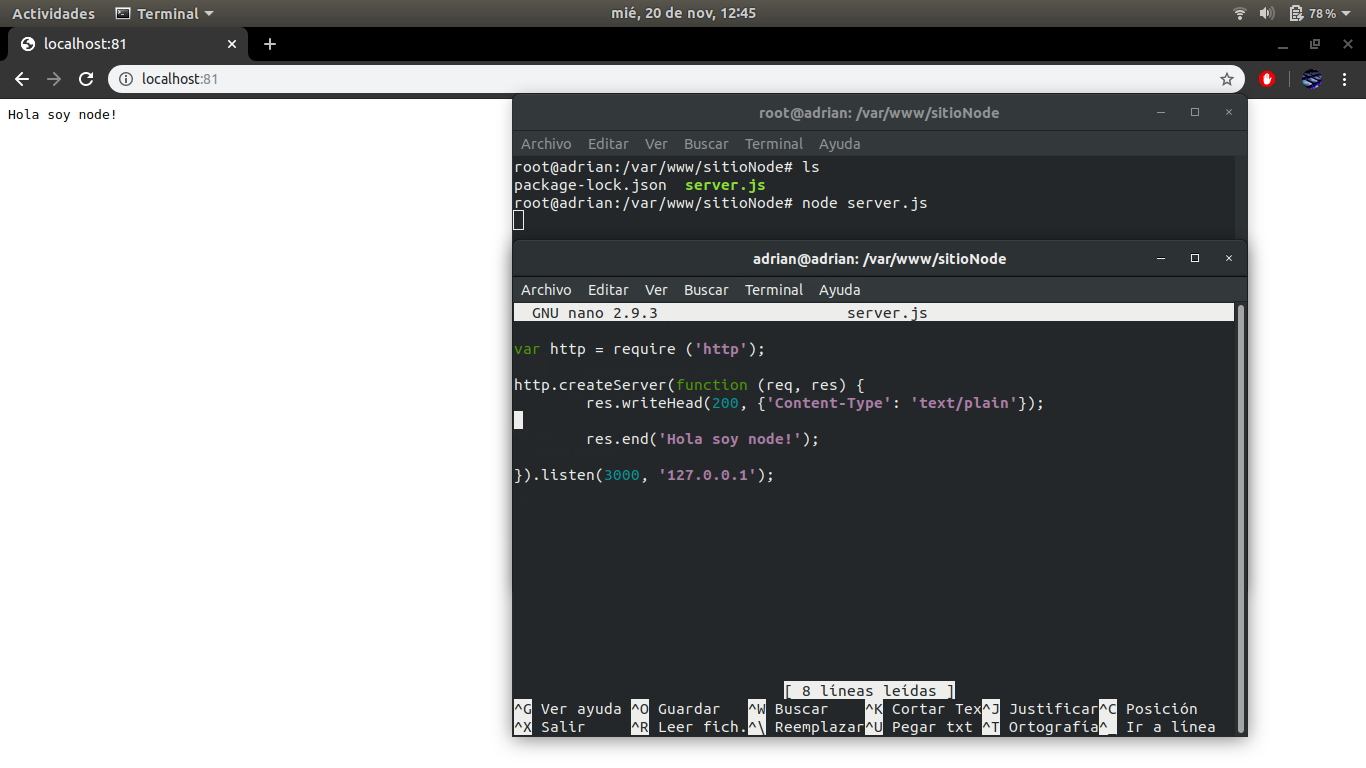 Actividades Terminal mié, 20 de nov, 12:45 78 %
localhost:81
localhost:81
Hola soy node!
root@adrian: /var/www/sitioNode
Archivo Editar Ver Buscar Terminal Ayuda
root@adrian:/var/www/sitioNode# ls
package-lock.json  server.js
root@adrian:/var/www/sitioNode# node server.js
adrian@adrian: /var/www/sitioNode
Archivo Editar Ver Buscar Terminal Ayuda
GNU nano 2.9.3 server.js
var http = require ('http');
http.createServer(function (req, res) {
        res.writeHead(200, {'Content-Type': 'text/plain'});
        res.end('Hola soy node!');
}).listen(3000, '127.0.0.1');
[ 8 líneas leídas ]
^G Ver ayuda ^O Guardar ^W Buscar ^K Cortar Tex^J Justificar^C Posición
^X Salir ^R Leer fich.^\ Reemplazar^U Pegar txt ^T Ortografía^_ Ir a línea